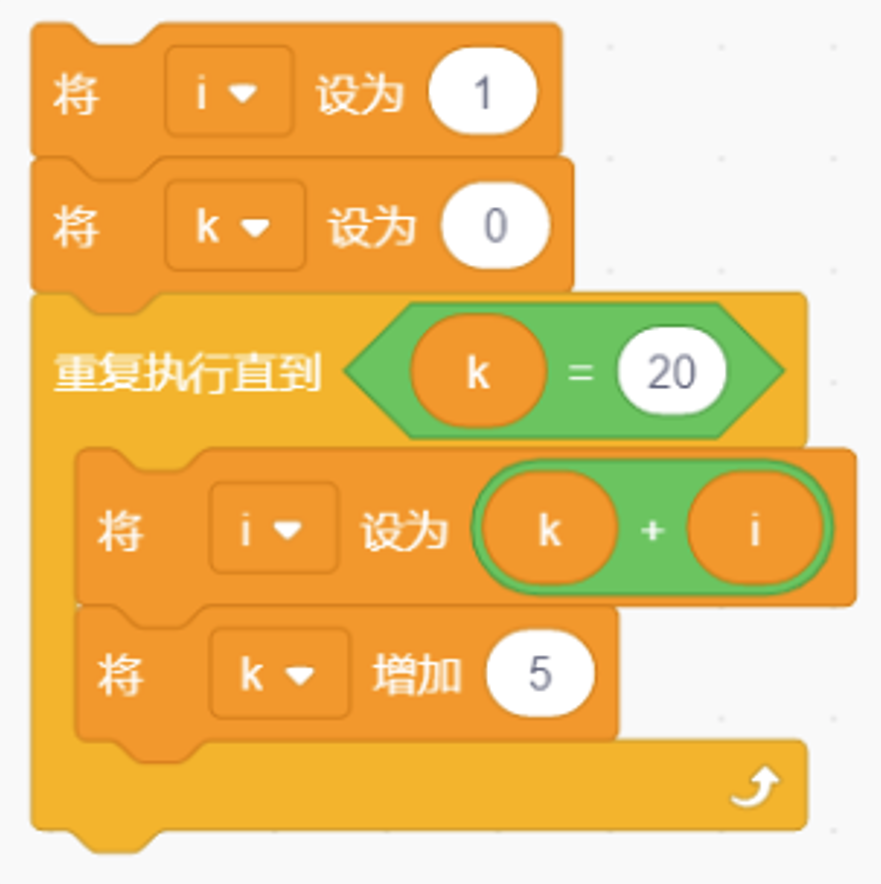 将 i 设为 1
将 k 设为 0
重复执行直到 k = 20
将 i 设为 k + i
将 k 增加 5